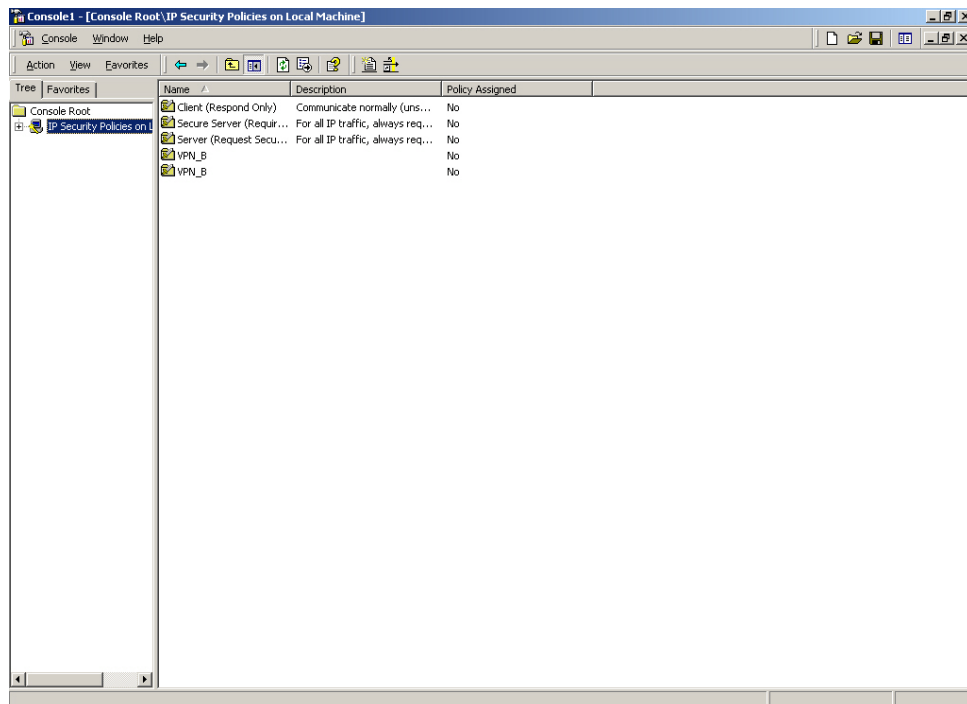 Console1 - [Console Root\IP Security Policies on Local Machine]
Console Window Help
Action View Favorites
Tree Favorites
Name Description Policy Assigned
Console Root
IP Security Policies on L
Client (Respond Only) Communicate normally (uns... No
Secure Server (Requir... For all IP traffic, always req... No
Server (Request Secu... For all IP traffic, always req... No
VPN_B No
VPN_B No